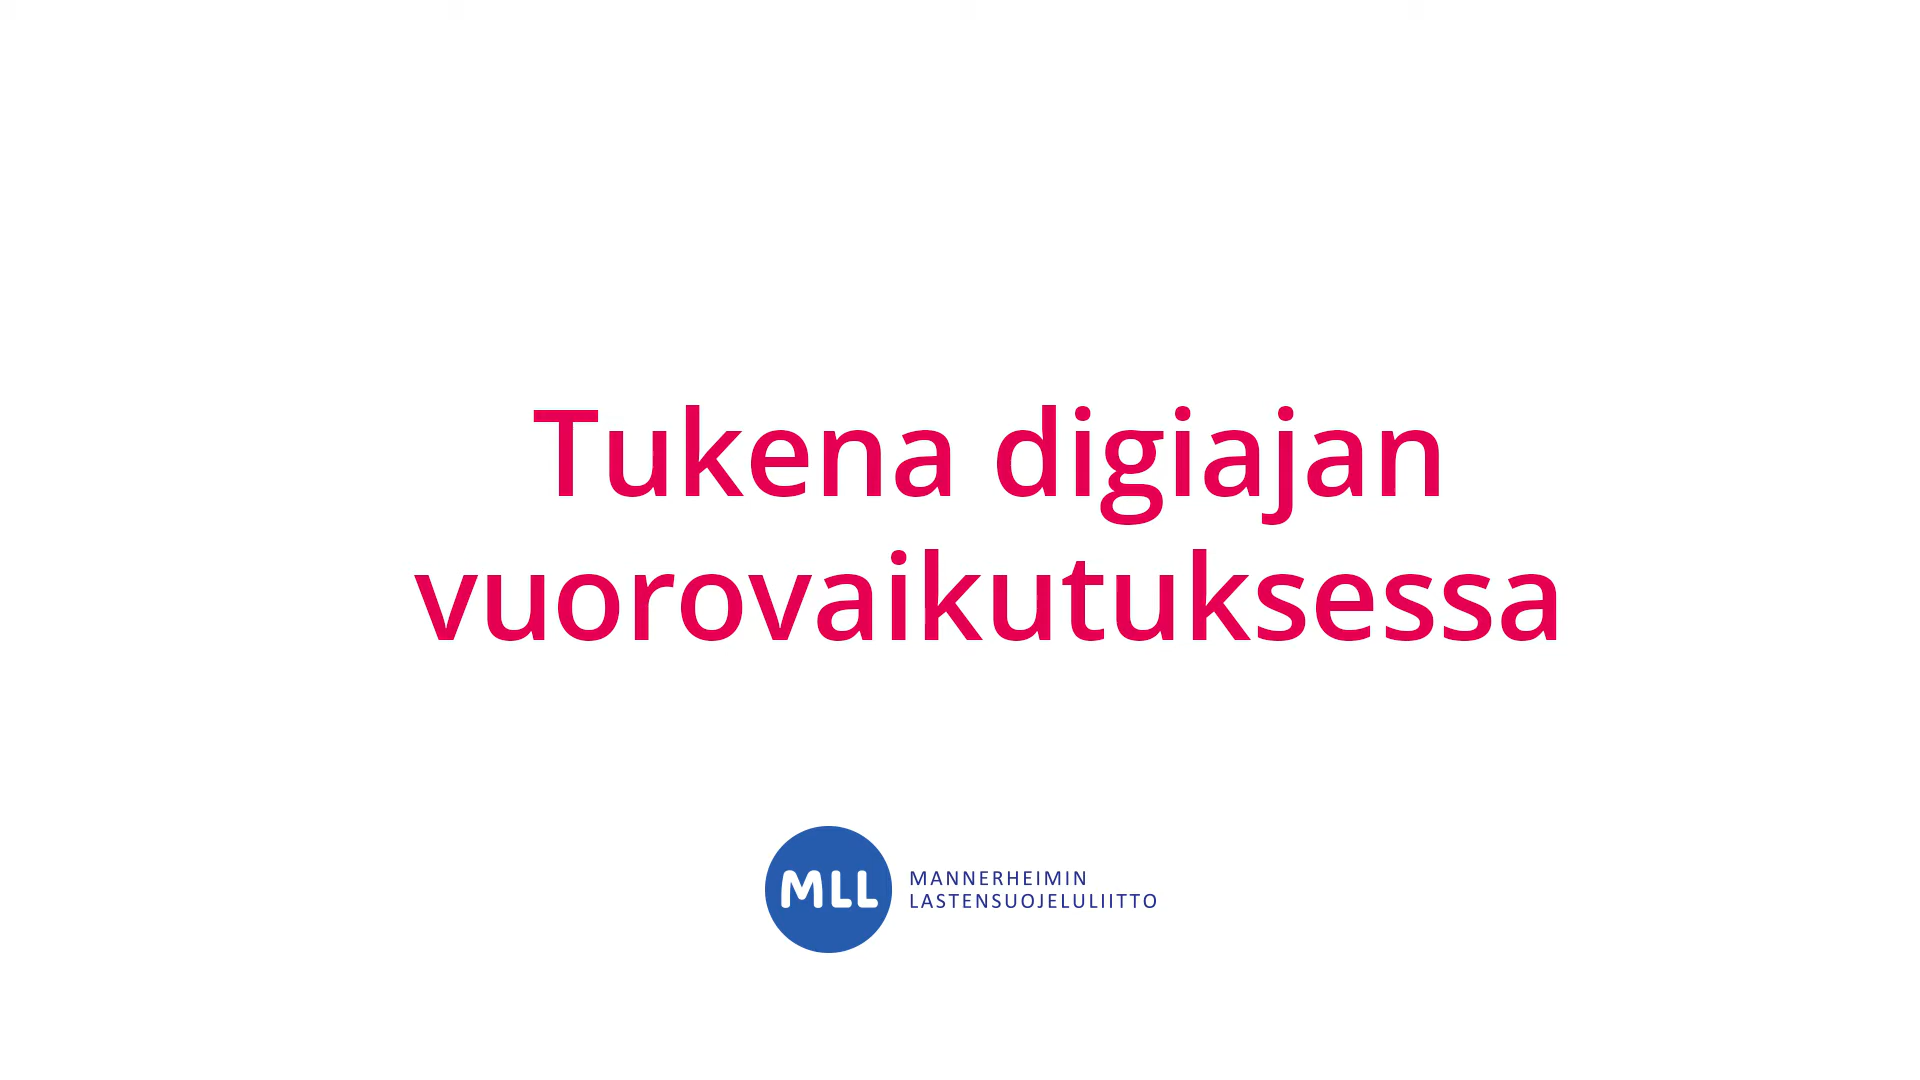 Tukena digiajan
vuorovaikutuksessa
MLL
MANNERHEIMIN
LASTENSUOJELULIITTO